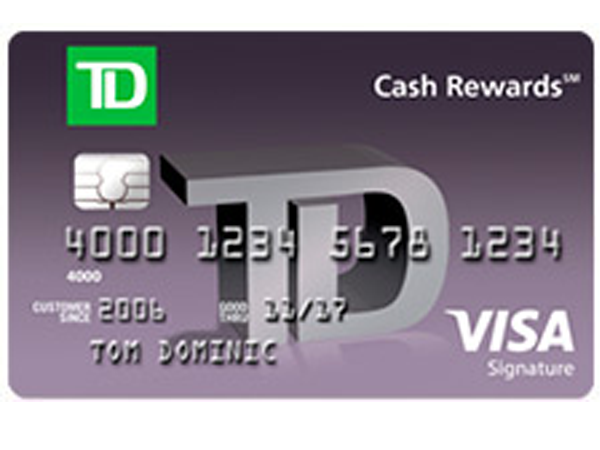 TD
Cash Rewards℠
TD
4000 1234 5678 1234
4000
CUSTOMER SINCE 2006 GOOD THRU 11/17
TOM DOMINIC
VISA
Signature